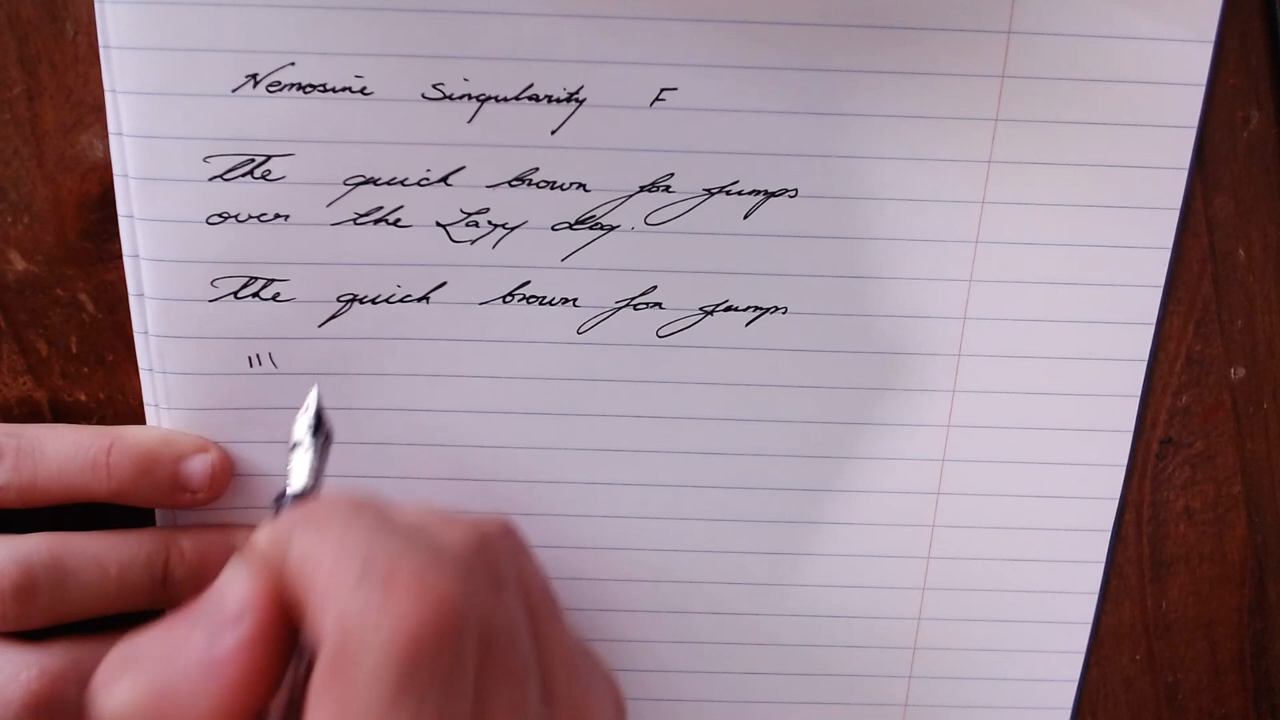 Nemosine Singularity F
The quick brown fox jumps
over the Lazy dog.
The quick brown fox jumps